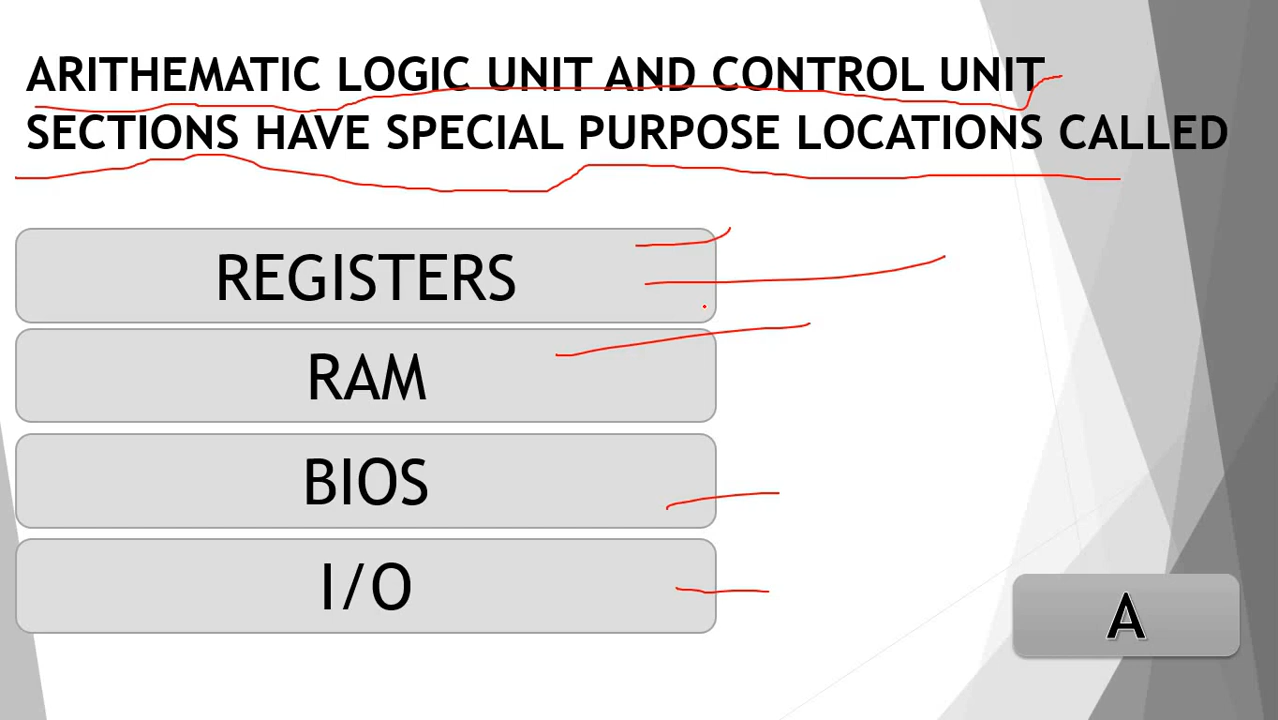 ARITHEMATIC LOGIC UNIT AND CONTROL UNIT
SECTIONS HAVE SPECIAL PURPOSE LOCATIONS CALLED
REGISTERS
RAM
BIOS
I/O
A